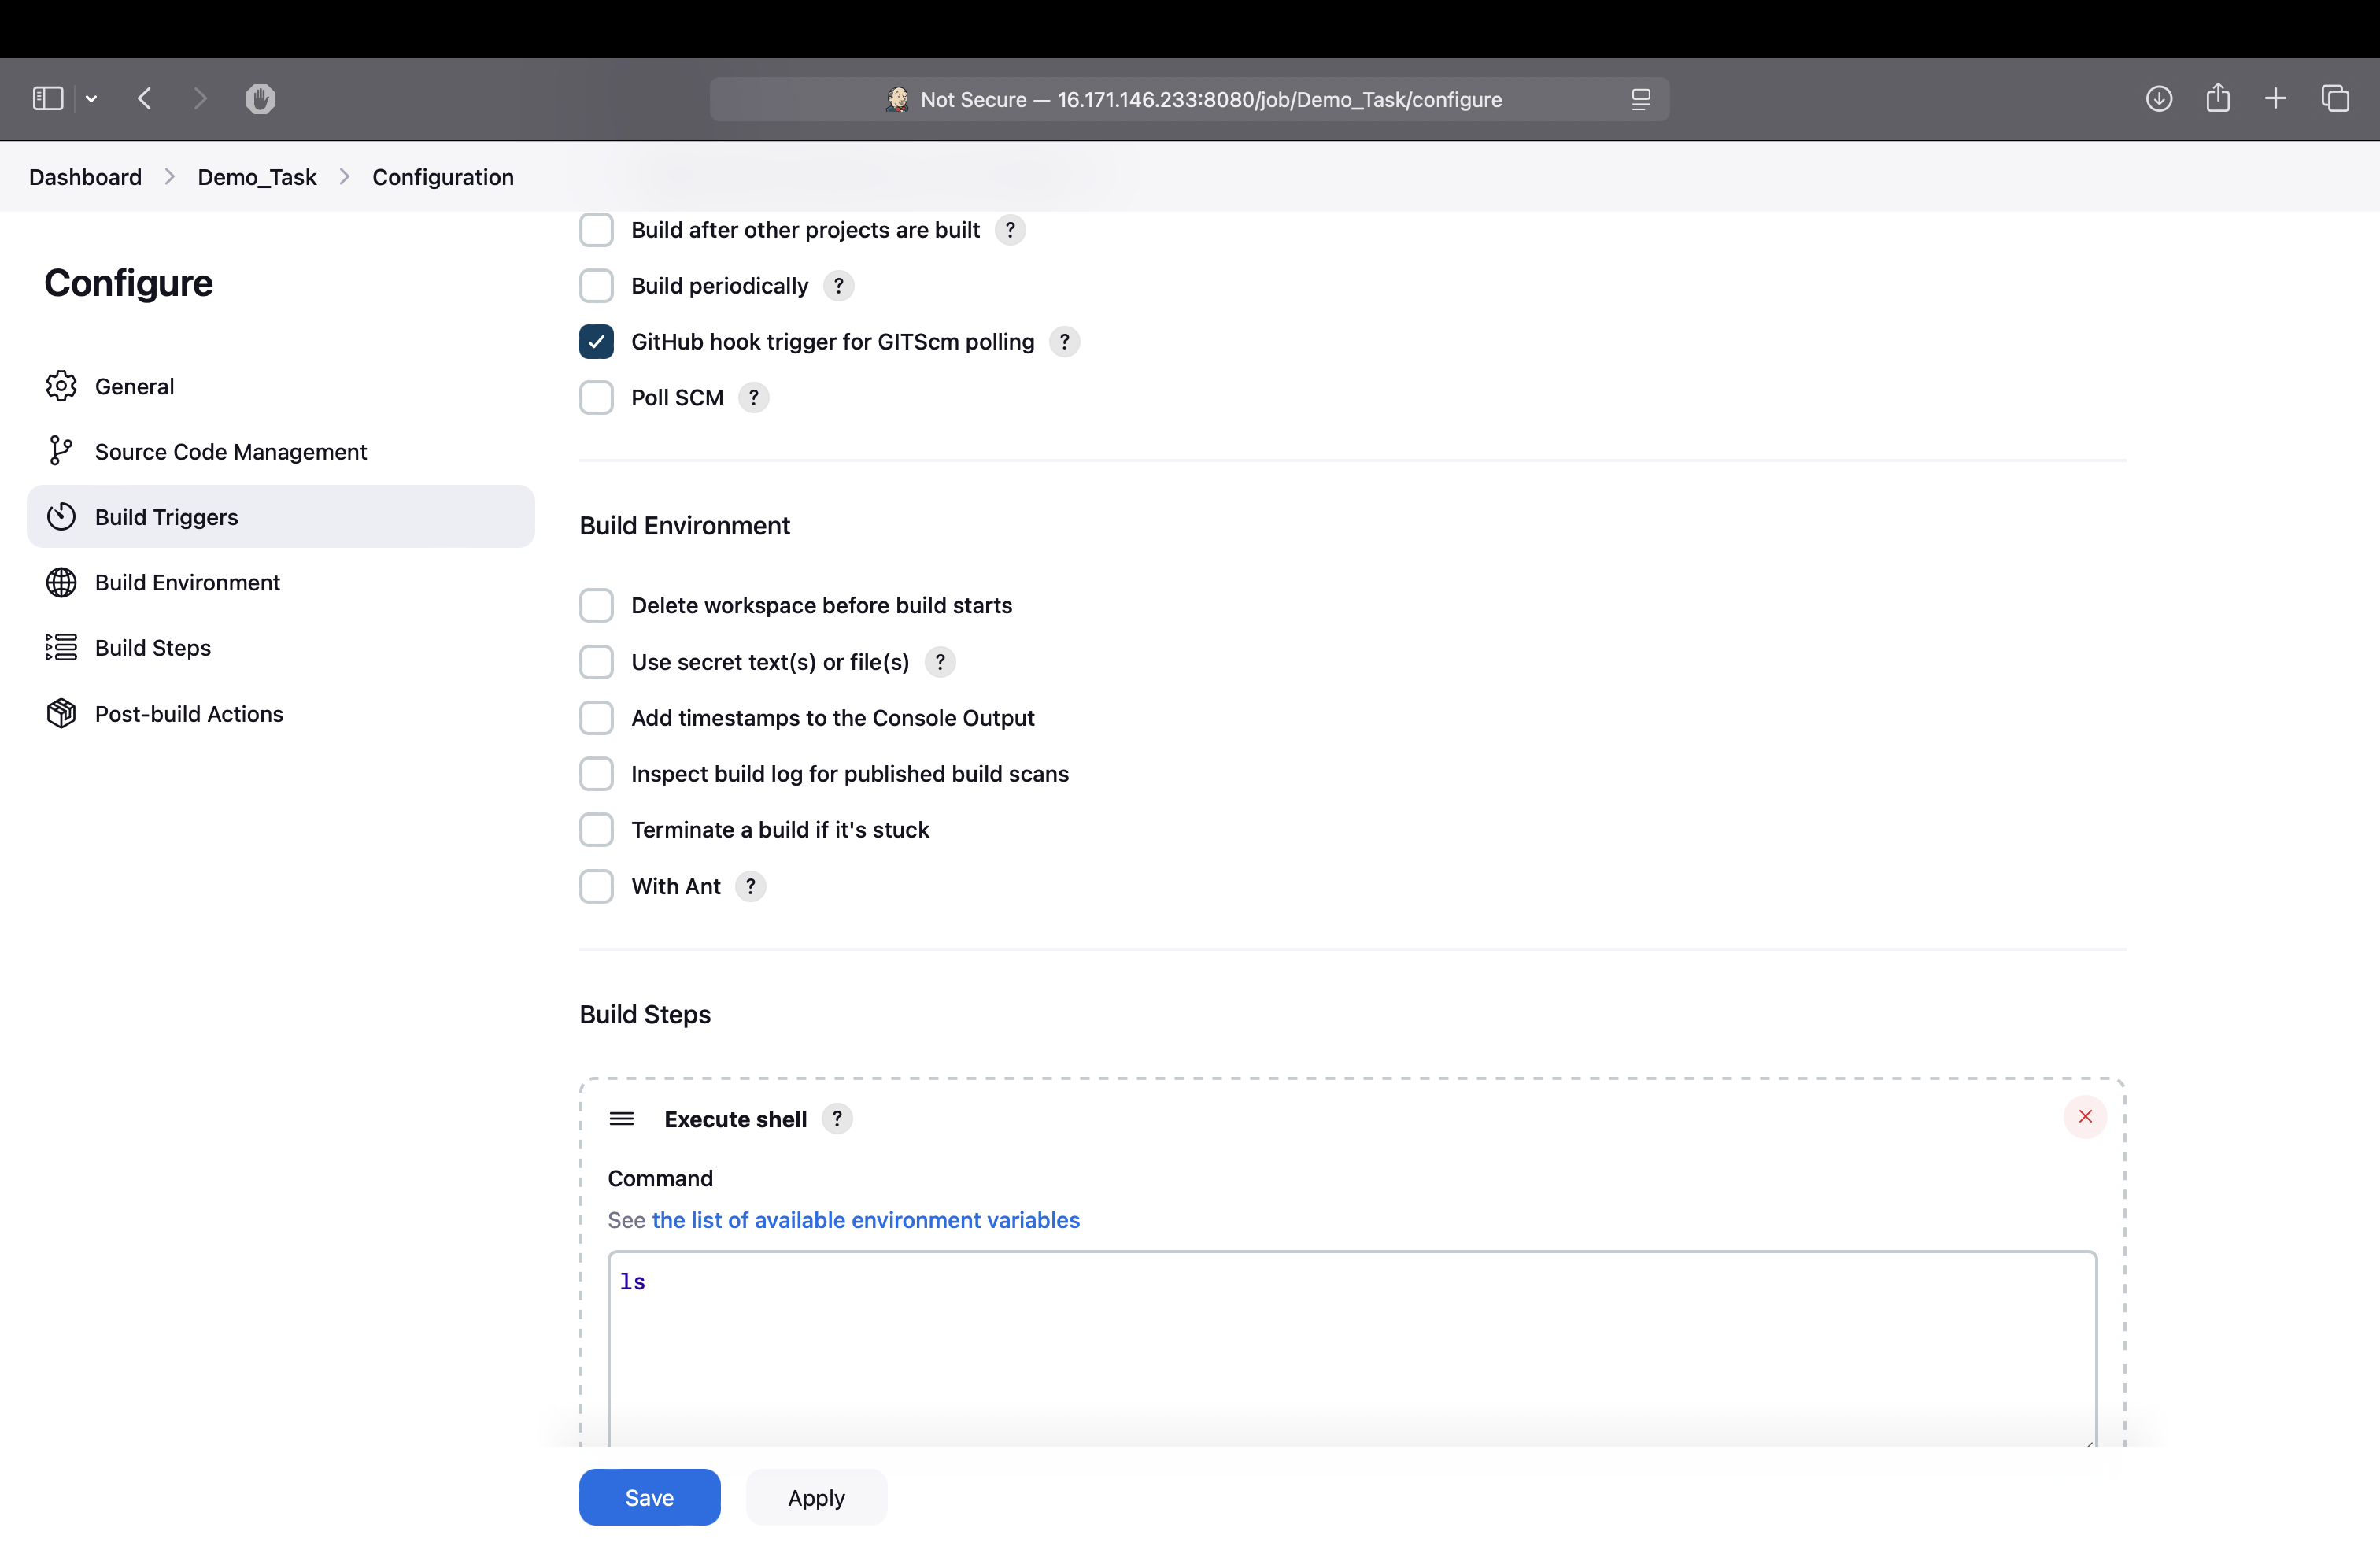 Not Secure — 16.171.146.233:8080/job/Demo_Task/configure
Dashboard > Demo_Task > Configuration
Configure
General
Source Code Management
Build Triggers
Build Environment
Build Steps
Post-build Actions
Build after other projects are built ?
Build periodically ?
GitHub hook trigger for GITScm polling ?
Poll SCM ?
Build Environment
Delete workspace before build starts
Use secret text(s) or file(s) ?
Add timestamps to the Console Output
Inspect build log for published build scans
Terminate a build if it's stuck
With Ant ?
Build Steps
Execute shell ?
Command
See the list of available environment variables
ls
Save
Apply